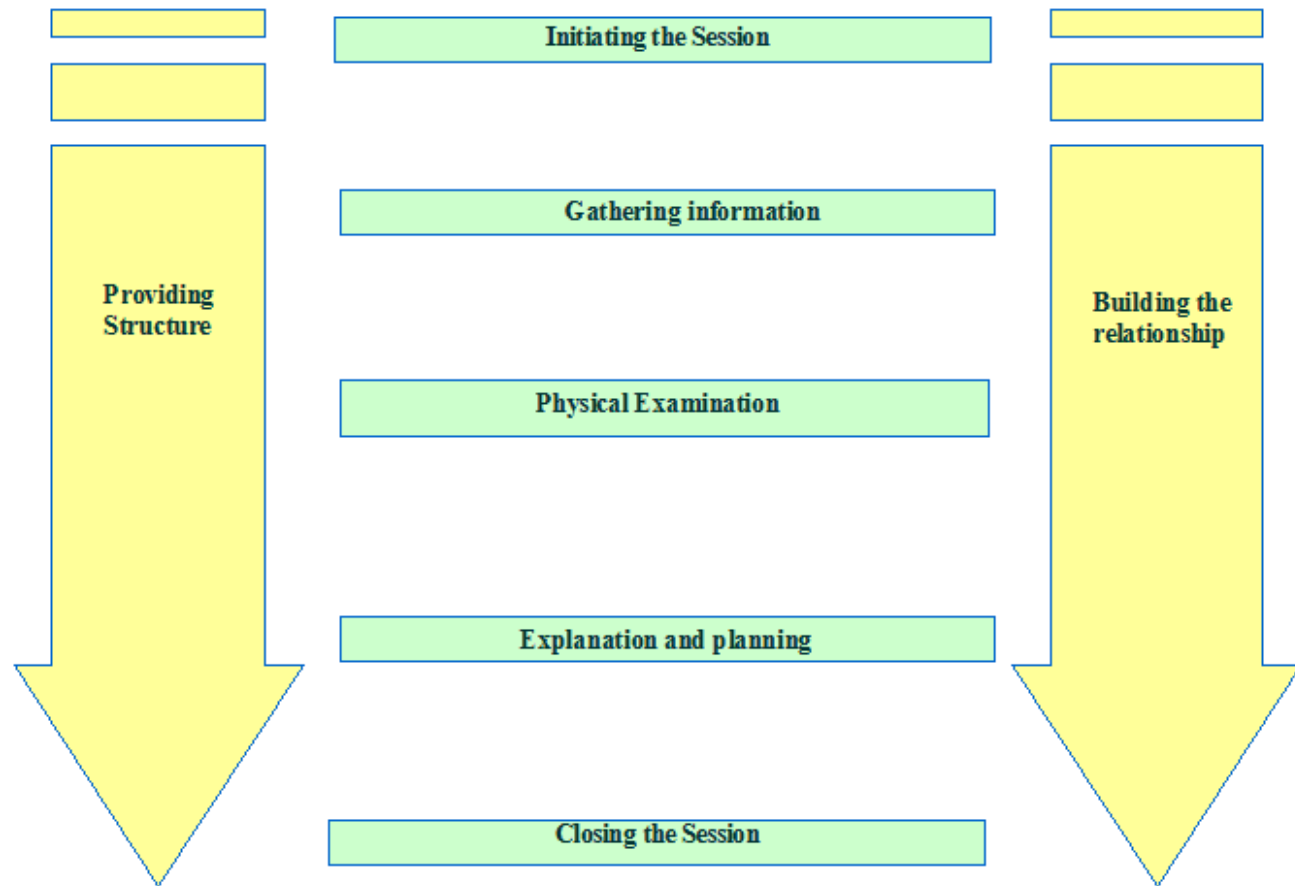 Initiating the Session
Gathering information
Providing
Structure
Building the
relationship
Physical Examination
Explanation and planning
Closing the Session